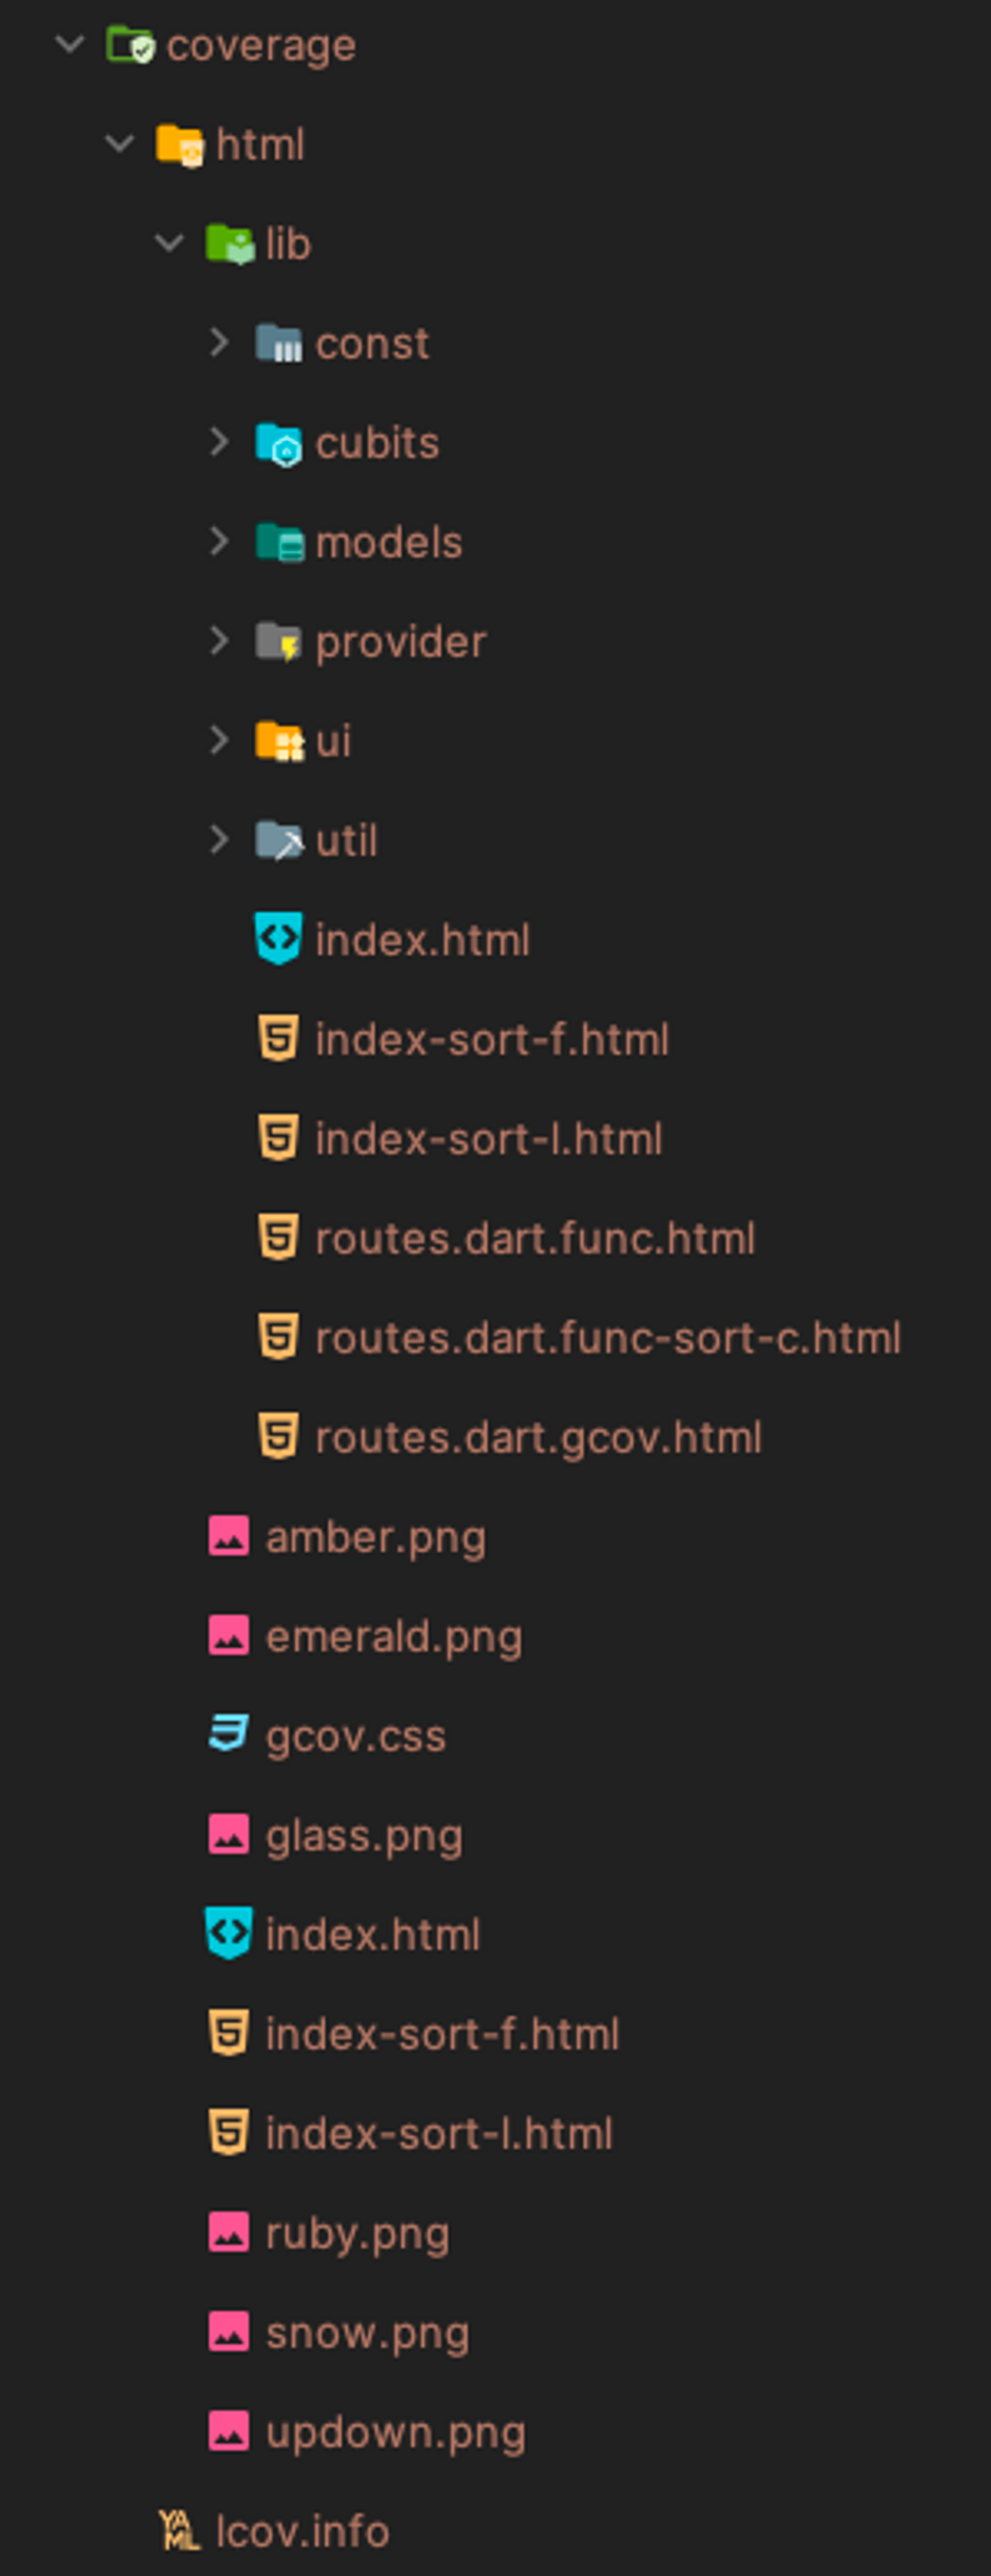 coverage
html
lib
const
cubits
models
provider
ui
util
index.html
index-sort-f.html
index-sort-l.html
routes.dart.func.html
routes.dart.func-sort-c.html
routes.dart.gcov.html
amber.png
emerald.png
gcov.css
glass.png
index.html
index-sort-f.html
index-sort-l.html
ruby.png
snow.png
updown.png
lcov.info